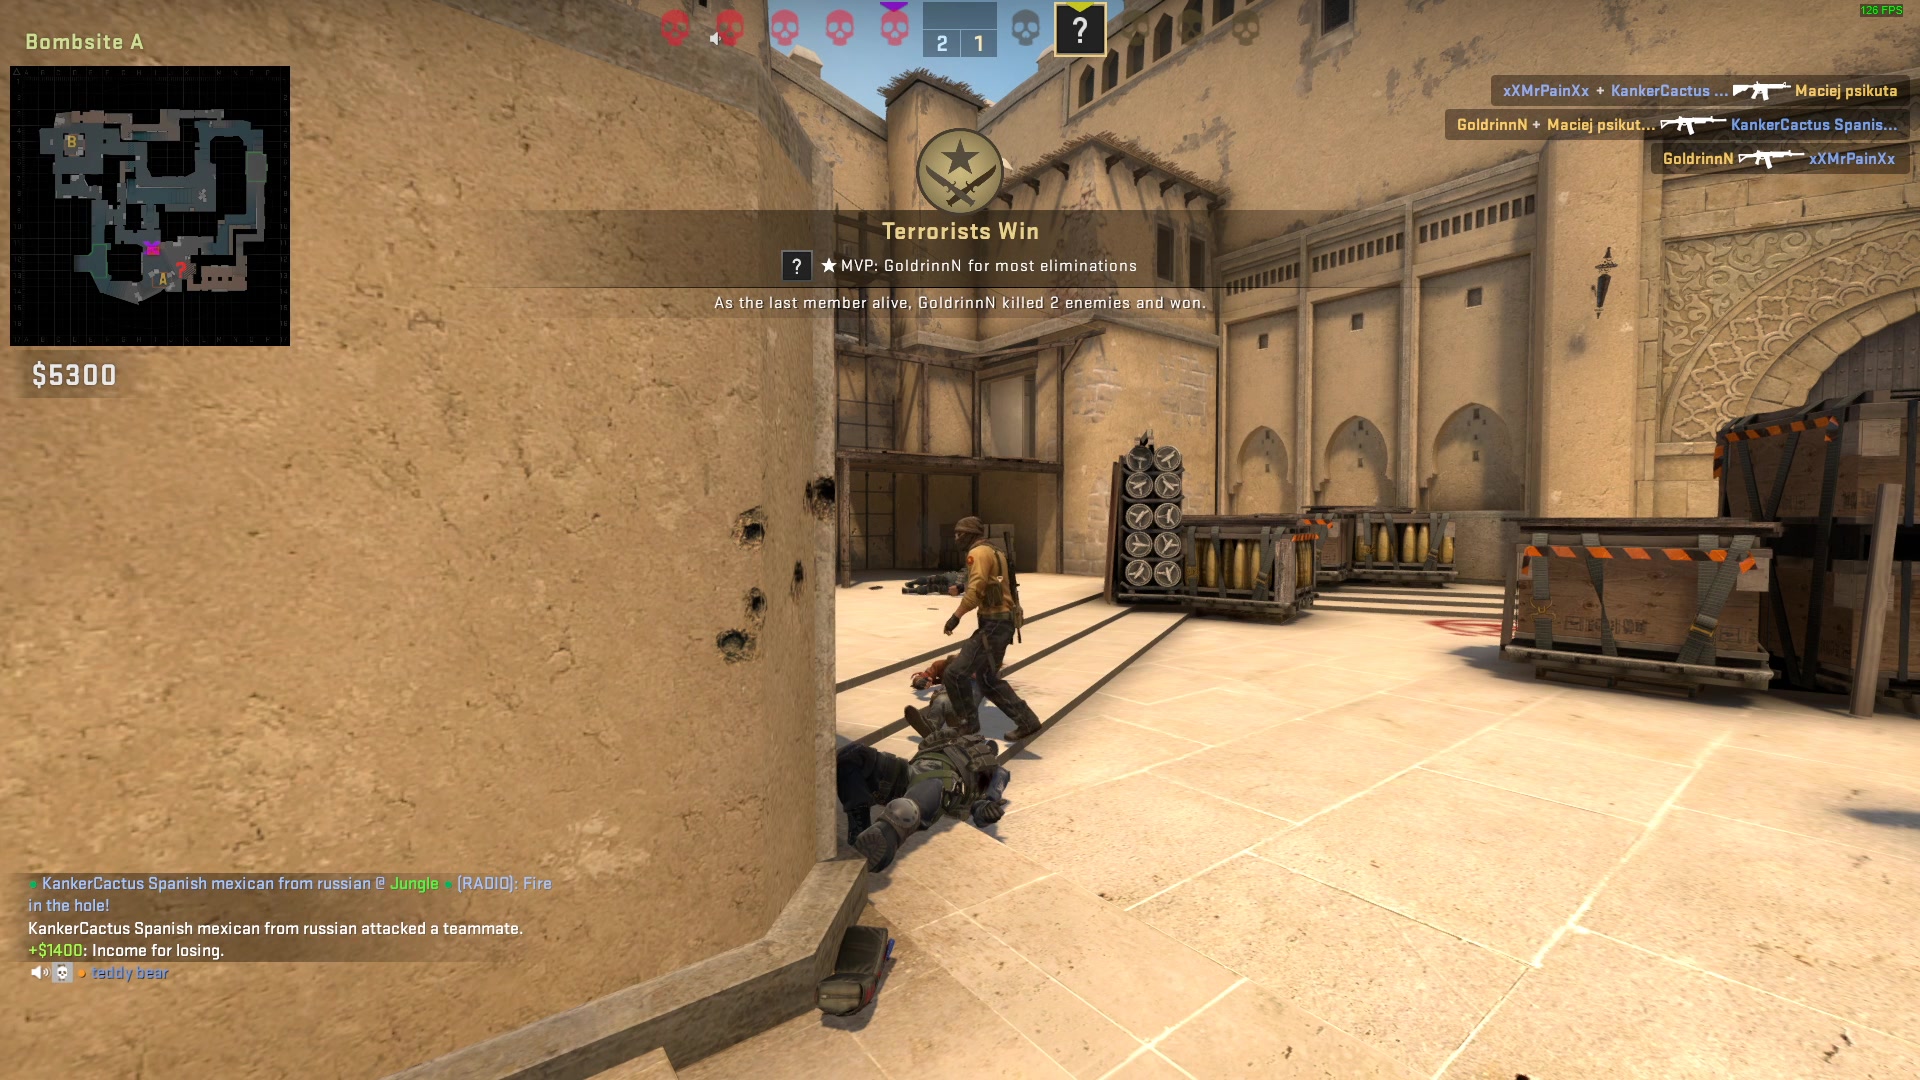 126 FPS
Bombsite A
2 1
?
xXMrPainXx + KankerCactus ... Maciej psikuta
GoldrinnN + Maciej psikut... KankerCactus Spanis...
GoldrinnN xXMrPainXx
B
A
?
Terrorists Win
? MVP: GoldrinnN for most eliminations
As the last member alive, GoldrinnN killed 2 enemies and won.
$5300
KankerCactus Spanish mexican from russian @ Jungle (RADIO): Fire
in the hole!
KankerCactus Spanish mexican from russian attacked a teammate.
+$1400: Income for losing.
teddy bear